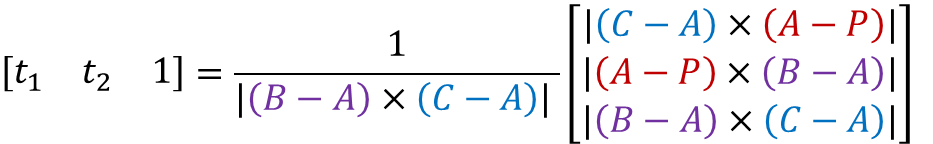 [t₁ t₂ 1] = 1 / |(B − A) × (C − A)| [|(C − A) × (A − P)|
|(A − P) × (B − A)|
|(B − A) × (C − A)|]